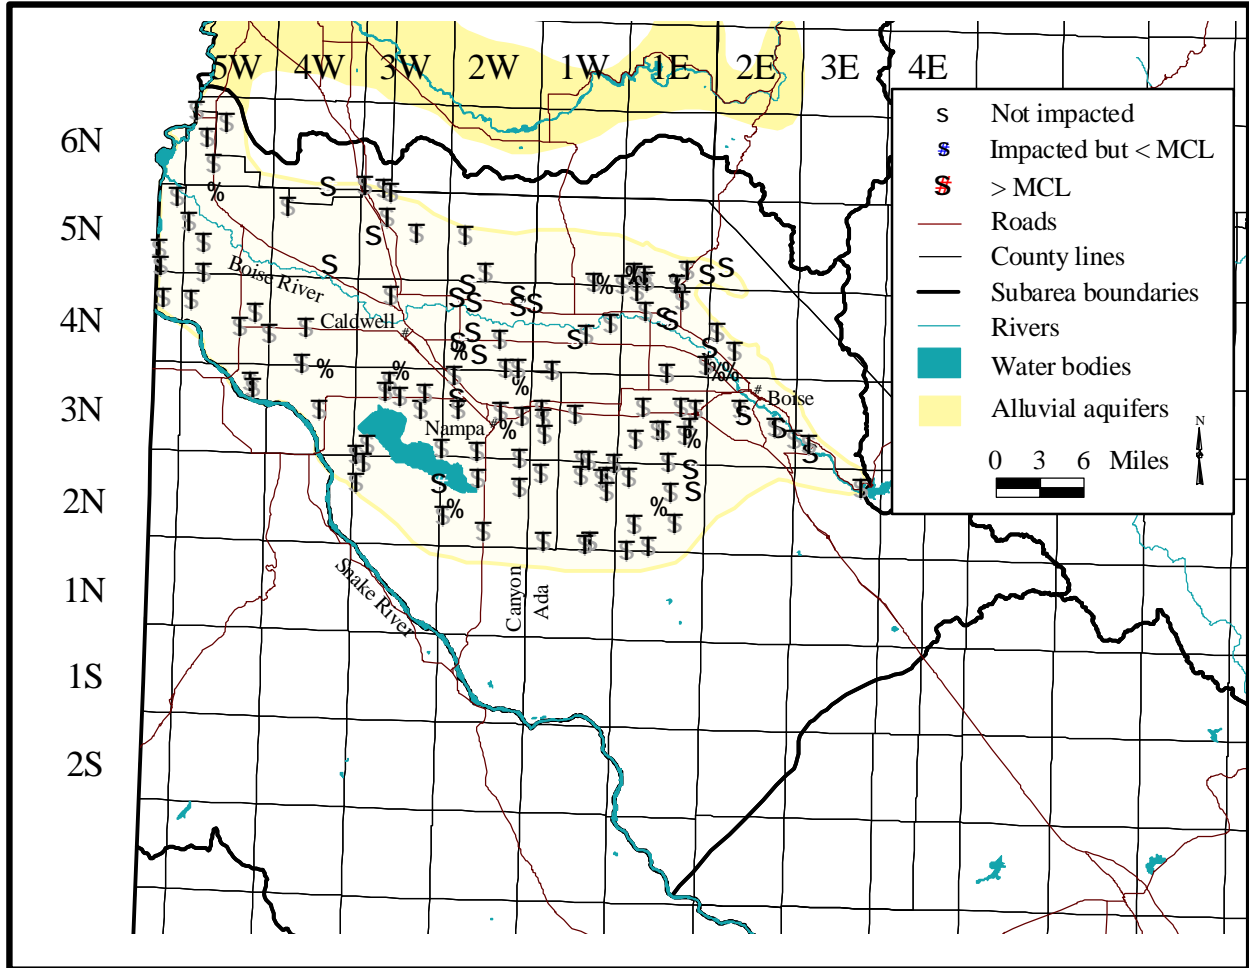 5W 4W 3W 2W 1W 1E 2E 3E 4E
6N
5N
4N
3N
2N
1N
1S
2S
Boise River
Caldwell
Nampa
Boise
Snake River
Canyon
Ada
S Not impacted
S Impacted but < MCL
S > MCL
Roads
County lines
Subarea boundaries
Rivers
Water bodies
Alluvial aquifers
N
0 3 6 Miles